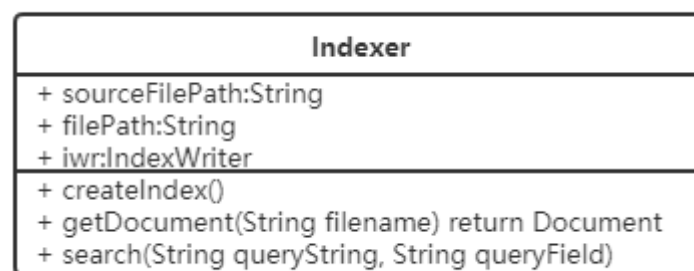 Indexer
+ sourceFilePath:String
+ filePath:String
+ iwr:IndexWriter
+ createIndex()
+ getDocument(String filename) return Document
+ search(String queryString, String queryField)